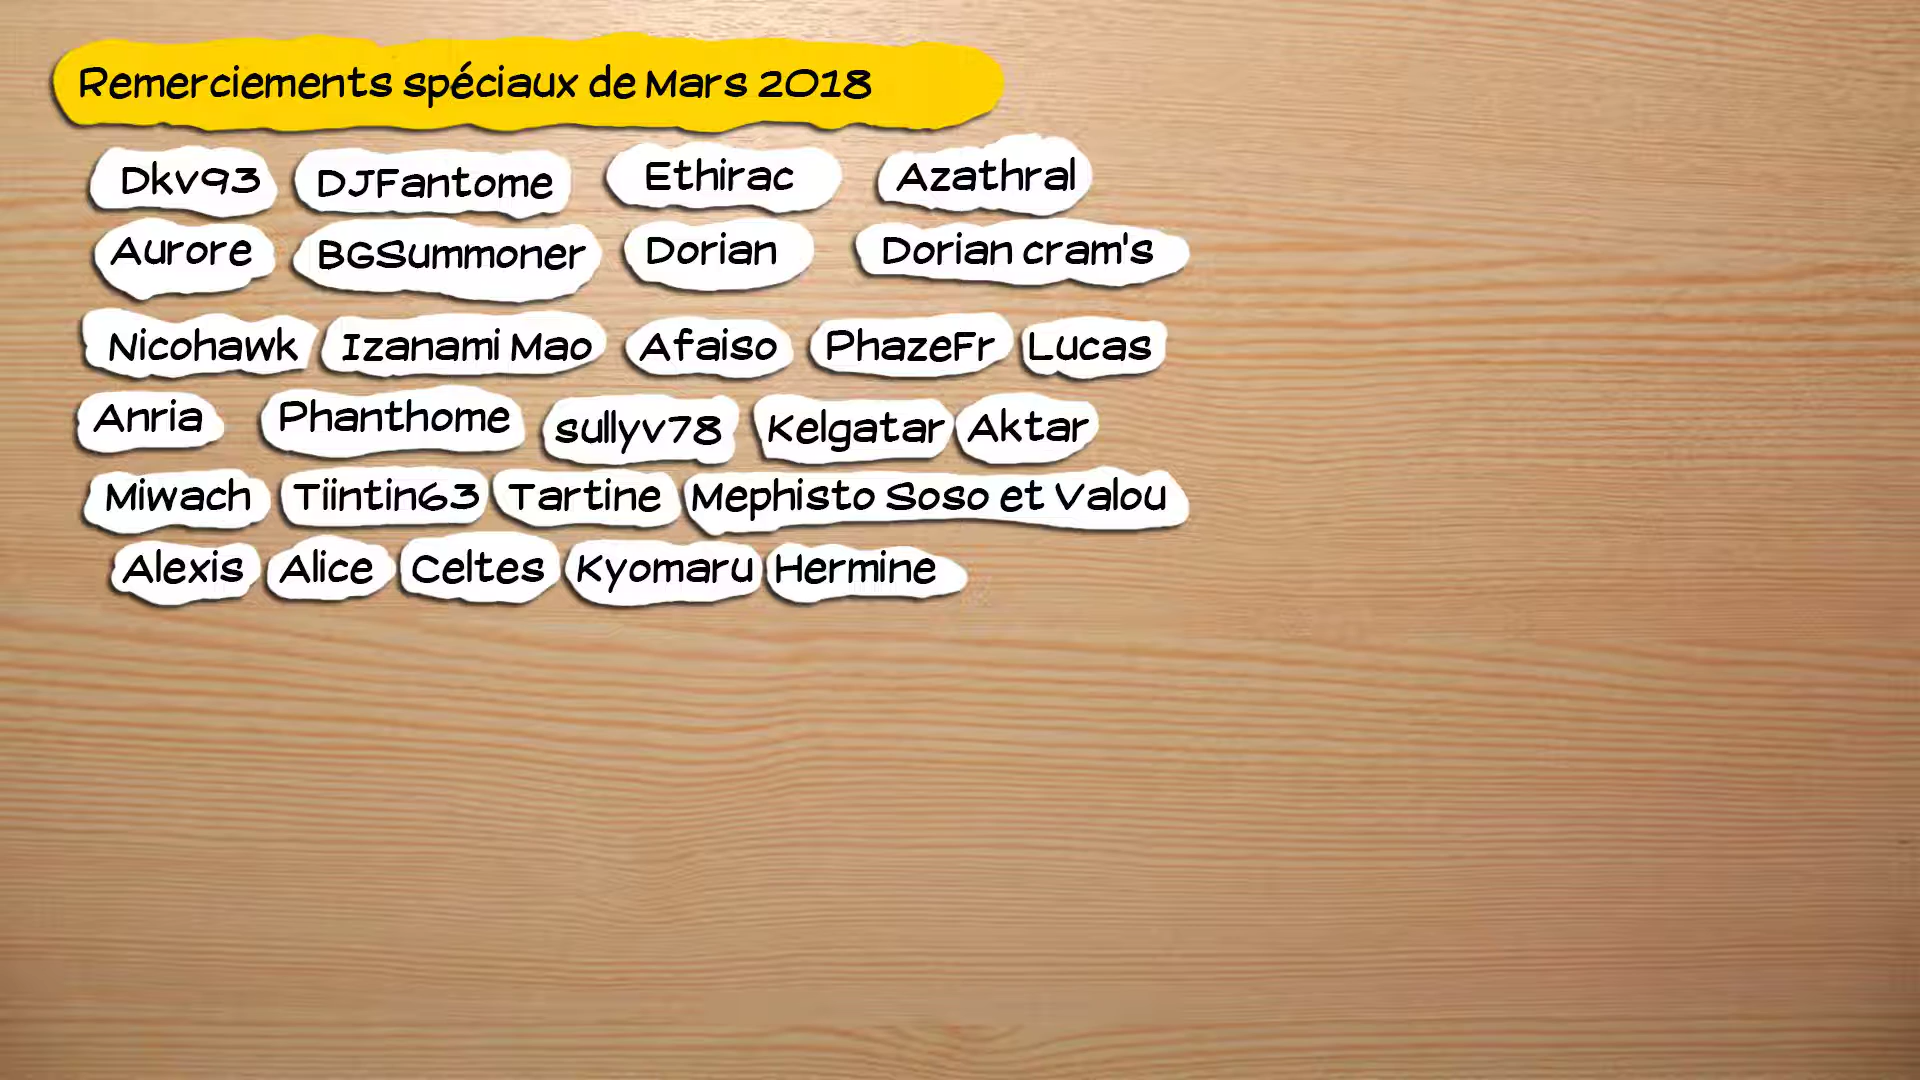 Remerciements spéciaux de Mars 2018
Dkv93 DJFantome Ethirac Azathral
Aurore BGSummoner Dorian Dorian cram's
Nicohawk Izanami Mao Afaiso PhazeFr Lucas
Anria Phanthome sullyv78 Kelgatar Aktar
Miwach Tiintin63 Tartine Mephisto Soso et Valou
Alexis Alice Celtes Kyomaru Hermine